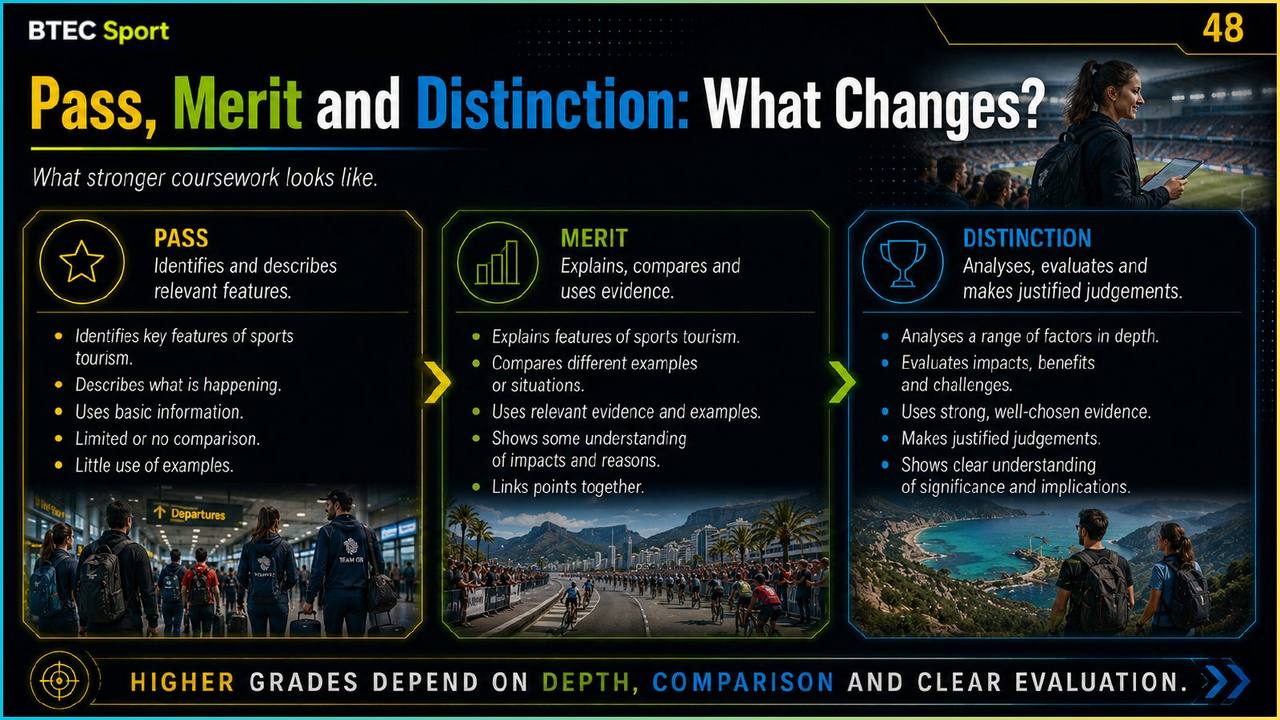 BTEC Sport
48
Pass, Merit and Distinction: What Changes?
What stronger coursework looks like.
PASS
Identifies and describes
relevant features.
• Identifies key features of sports
tourism.
• Describes what is happening.
• Uses basic information.
• Limited or no comparison.
• Little use of examples.
Departures
TEAM GB
MERIT
Explains, compares and
uses evidence.
• Explains features of sports tourism.
• Compares different examples
or situations.
• Uses relevant evidence and examples.
• Shows some understanding
of impacts and reasons.
• Links points together.
DISTINCTION
Analyses, evaluates and
makes justified judgements.
• Analyses a range of factors in depth.
• Evaluates impacts, benefits
and challenges.
• Uses strong, well-chosen evidence.
• Makes justified judgements.
• Shows clear understanding
of significance and implications.
HIGHER GRADES DEPEND ON DEPTH, COMPARISON AND CLEAR EVALUATION.